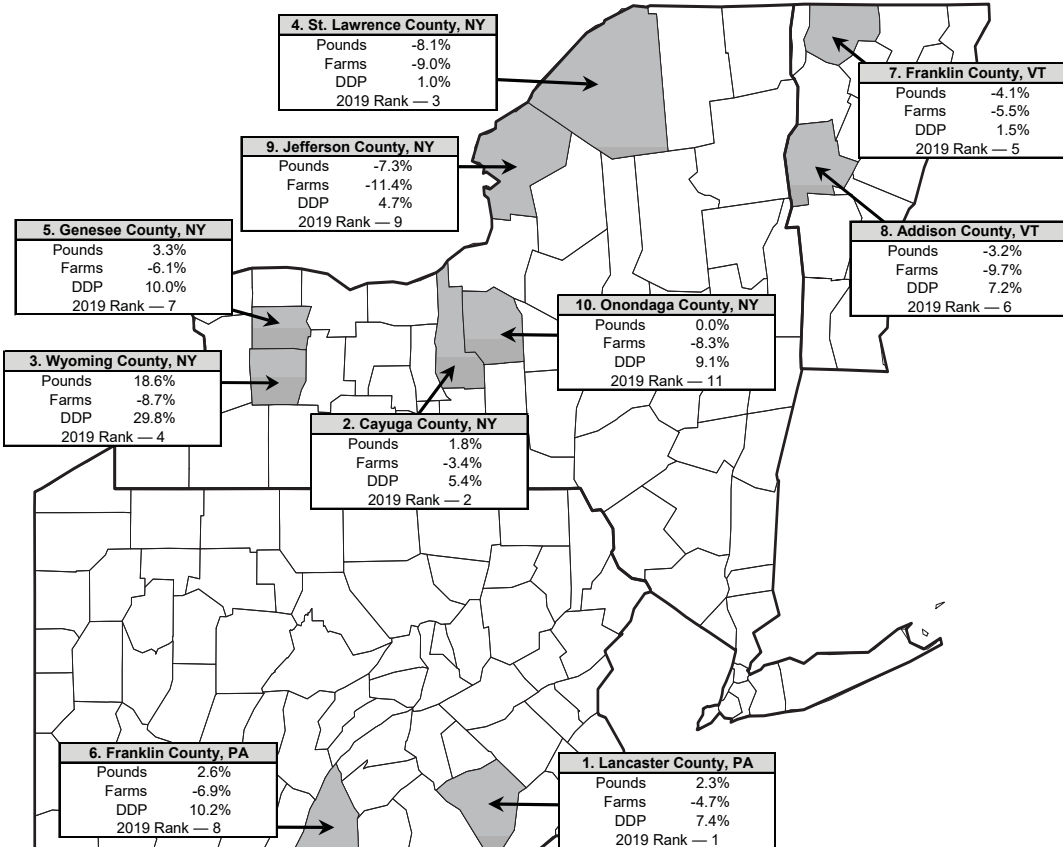 4. St. Lawrence County, NY
Pounds -8.1%
Farms -9.0%
DDP 1.0%
2019 Rank — 3
7. Franklin County, VT
Pounds -4.1%
Farms -5.5%
DDP 1.5%
2019 Rank — 5
9. Jefferson County, NY
Pounds -7.3%
Farms -11.4%
DDP 4.7%
2019 Rank — 9
5. Genesee County, NY
Pounds 3.3%
Farms -6.1%
DDP 10.0%
2019 Rank — 7
8. Addison County, VT
Pounds -3.2%
Farms -9.7%
DDP 7.2%
2019 Rank — 6
10. Onondaga County, NY
Pounds 0.0%
Farms -8.3%
DDP 9.1%
2019 Rank — 11
3. Wyoming County, NY
Pounds 18.6%
Farms -8.7%
DDP 29.8%
2019 Rank — 4
2. Cayuga County, NY
Pounds 1.8%
Farms -3.4%
DDP 5.4%
2019 Rank — 2
6. Franklin County, PA
Pounds 2.6%
Farms -6.9%
DDP 10.2%
2019 Rank — 8
1. Lancaster County, PA
Pounds 2.3%
Farms -4.7%
DDP 7.4%
2019 Rank — 1